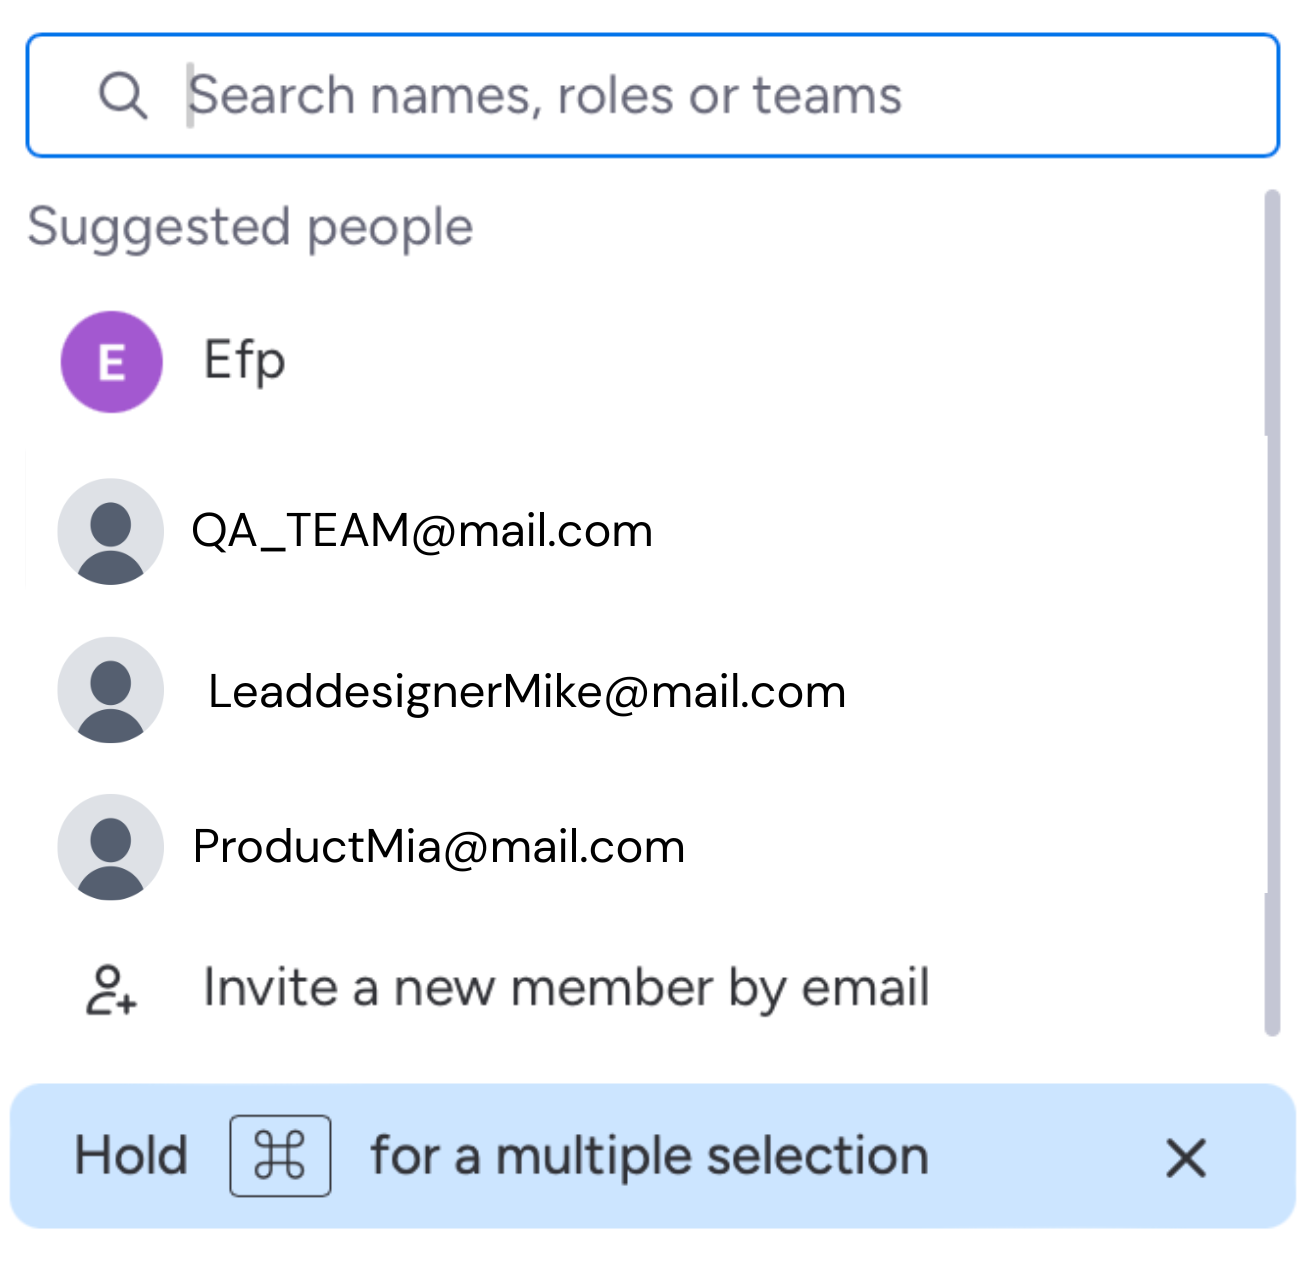 Search names, roles or teams
Suggested people
E Efp
QA_TEAM@mail.com
LeaddesignerMike@mail.com
ProductMia@mail.com
Invite a new member by email
Hold ⌘ for a multiple selection